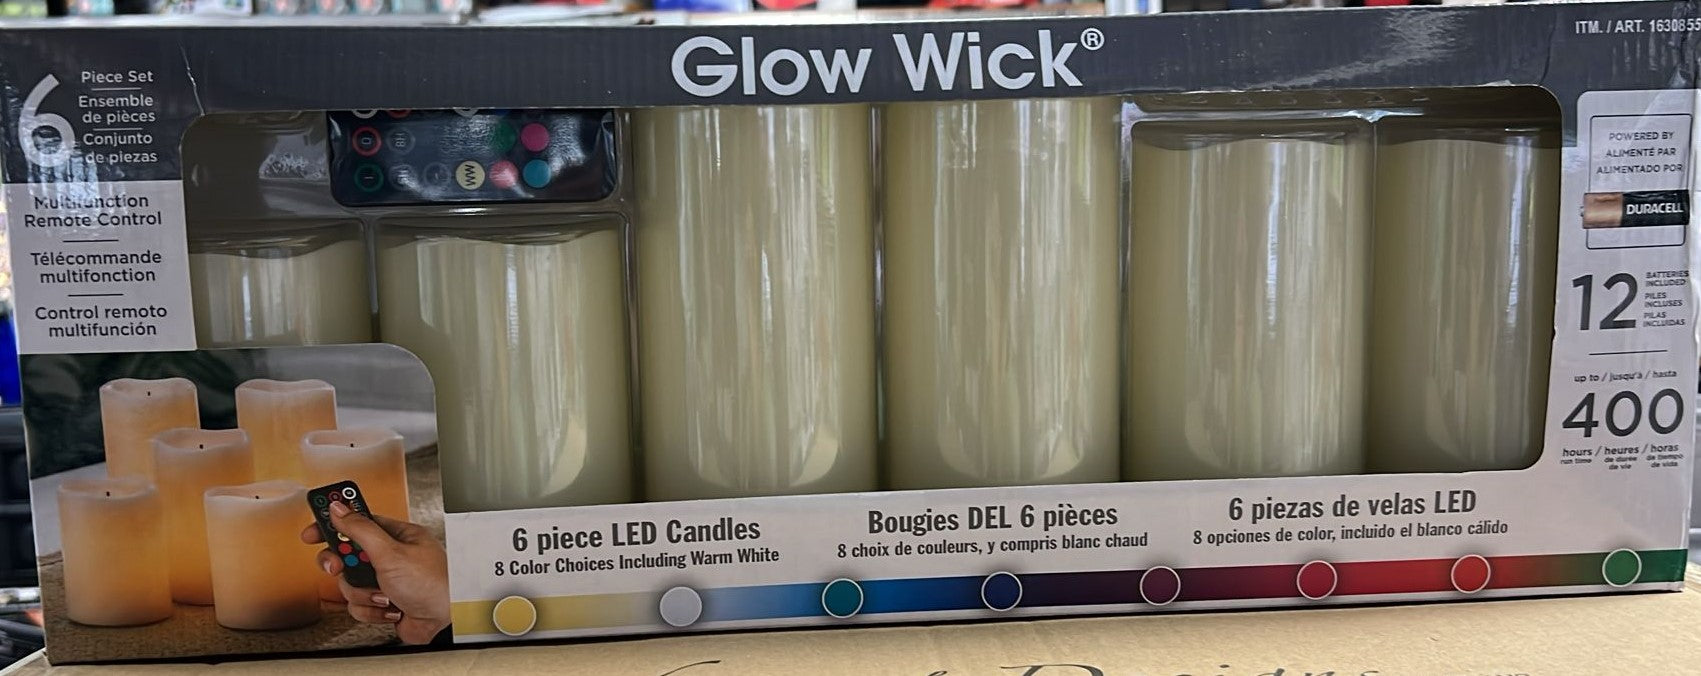 Glow Wick®
ITM. / ART. 1630855
6
Piece Set
Ensemble
de pièces
Conjunto
de piezas
Multifunction
Remote Control
Télécommande
multifonction
Control remoto
multifunción
WW
8H
POWERED BY
ALIMENTÉ PAR
ALIMENTADO POR
DURACELL
12
BATTERIES
INCLUDED
PILES
INCLUSES
PILAS
INCLUIDAS
up to / jusqu'à / hasta
400
hours / heures / horas
run time de durée de tiempo
de vie de vida
6 piece LED Candles
8 Color Choices Including Warm White
Bougies DEL 6 pièces
8 choix de couleurs, y compris blanc chaud
6 piezas de velas LED
8 opciones de color, incluido el blanco cálido